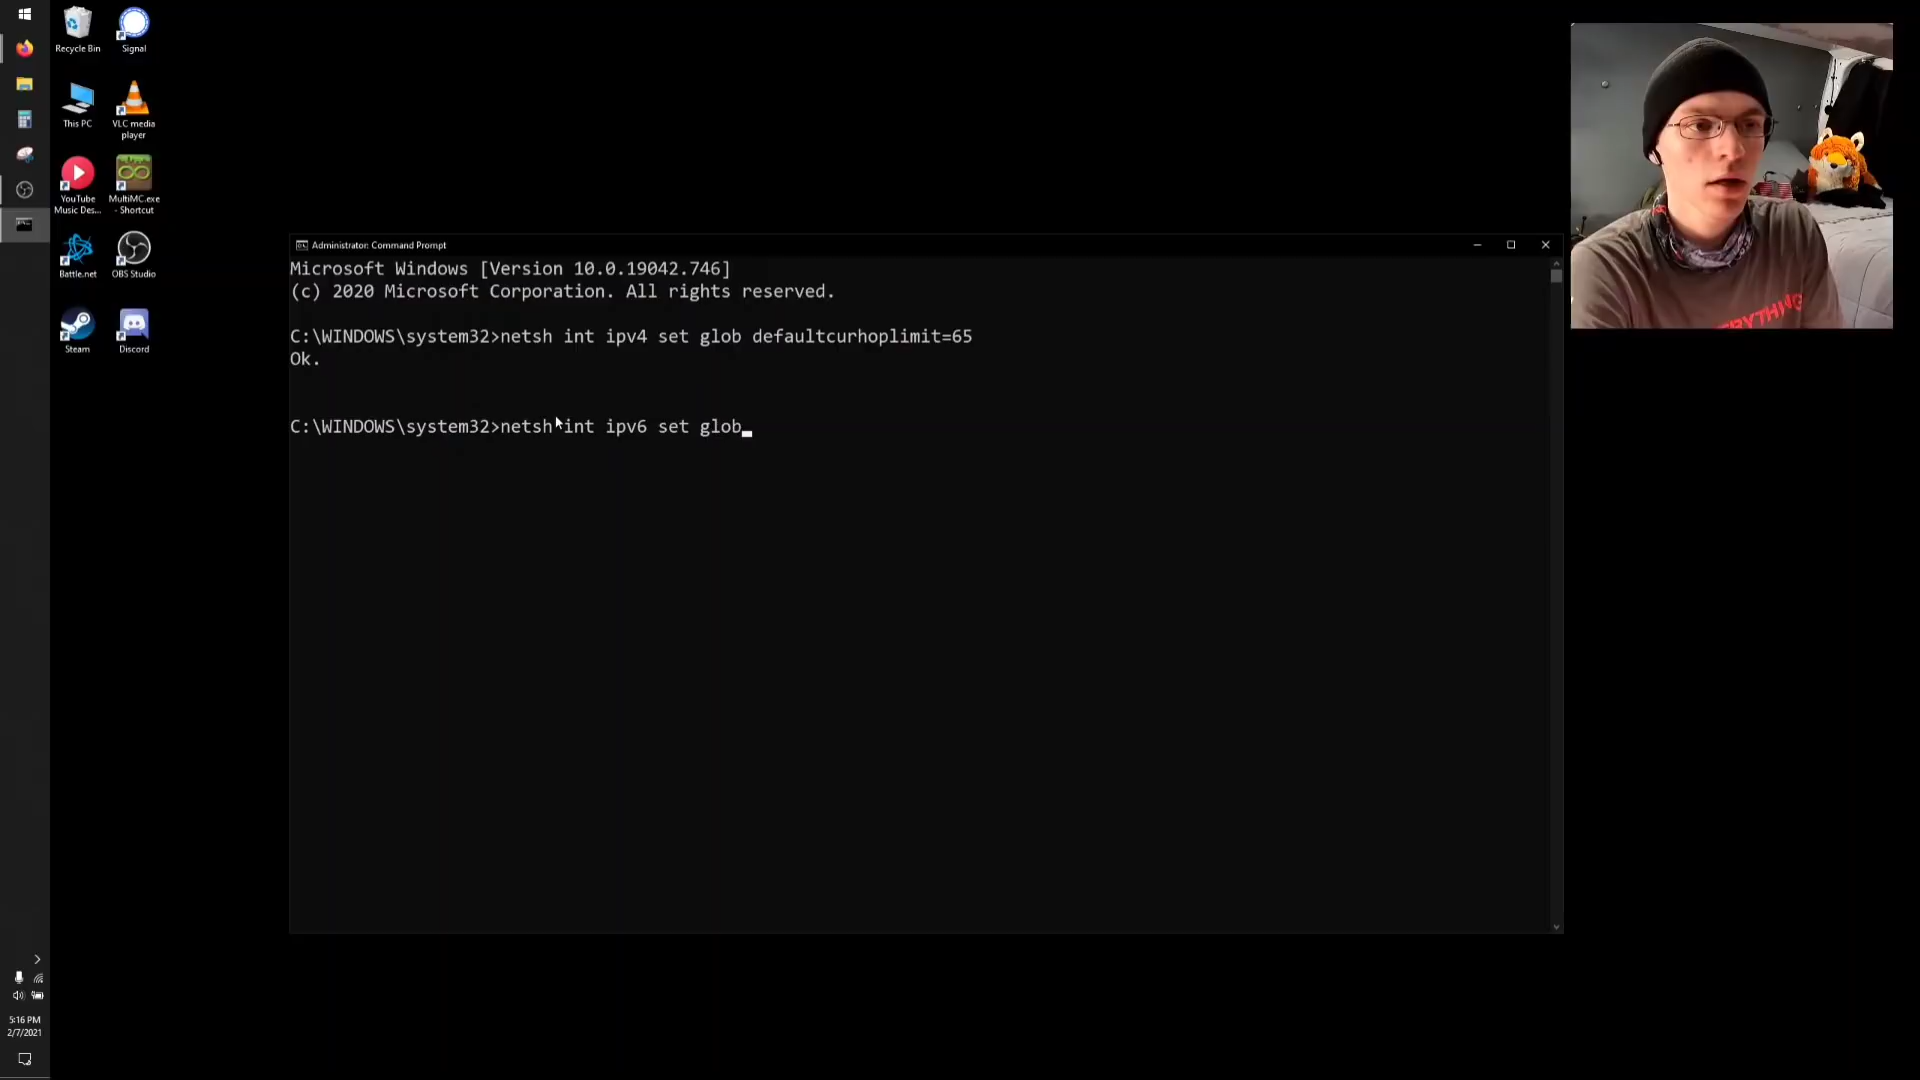 Recycle Bin
Signal
This PC
VLC media
player
YouTube
Music Des...
MultiMC.exe
- Shortcut
Battle.net
OBS Studio
Steam
Discord
Administrator: Command Prompt
Microsoft Windows [Version 10.0.19042.746]
(c) 2020 Microsoft Corporation. All rights reserved.
C:\WINDOWS\system32>netsh int ipv4 set glob defaultcurhoplimit=65
Ok.
C:\WINDOWS\system32>netsh int ipv6 set glob
5:16 PM
2/7/2021